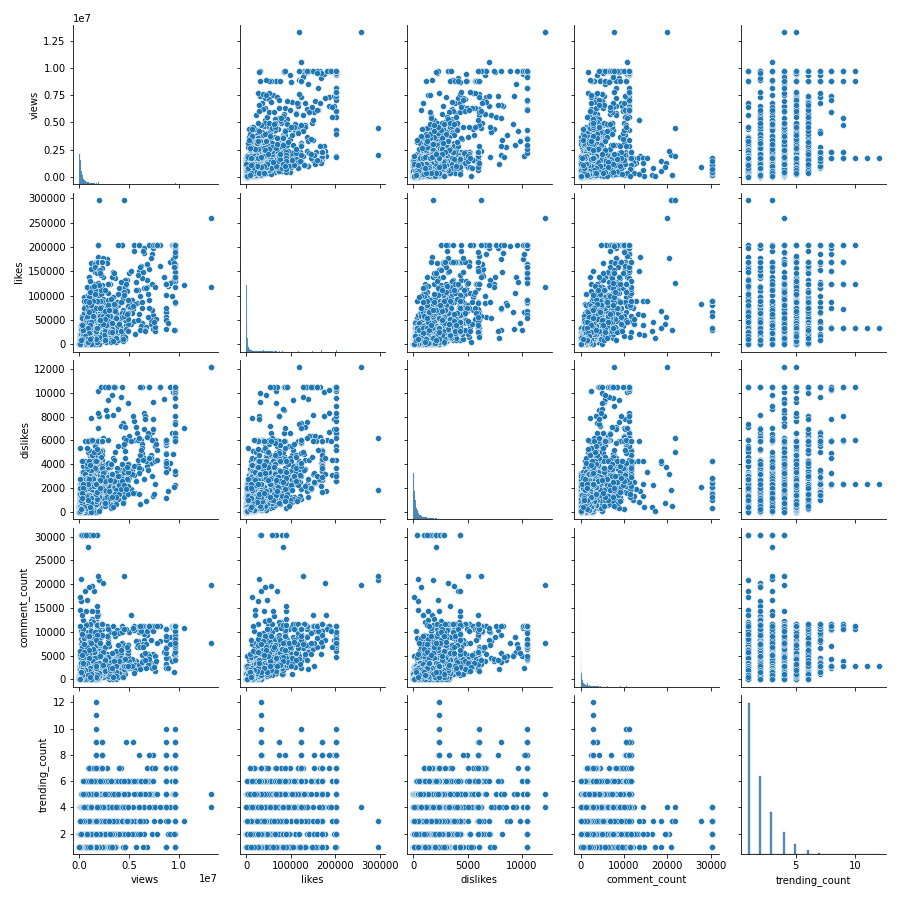 1e7
1.25
1.00
0.75
0.50
0.25
0.00
views
300000
250000
200000
150000
100000
50000
0
likes
12000
10000
8000
6000
4000
2000
0
dislikes
30000
25000
20000
15000
10000
5000
0
comment_count
12
10
8
6
4
2
trending_count
0.0 0.5 1.0
1e7
views
0 100000 200000 300000
likes
0 5000 10000
dislikes
0 10000 20000 30000
comment_count
5 10
trending_count